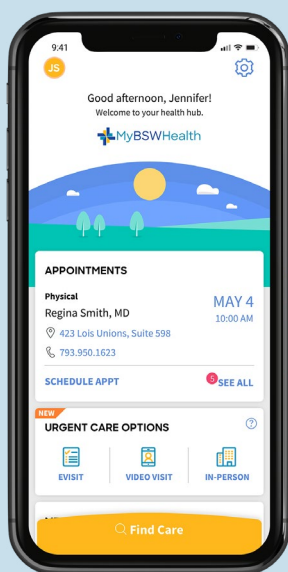 9:41
JS
Good afternoon, Jennifer!
Welcome to your health hub.
MyBSWHealth
APPOINTMENTS
Physical
Regina Smith, MD
MAY 4
10:00 AM
423 Lois Unions, Suite 598
793.950.1623
SCHEDULE APPT
5
SEE ALL
NEW
URGENT CARE OPTIONS
?
EVISIT
VIDEO VISIT
IN-PERSON
Find Care